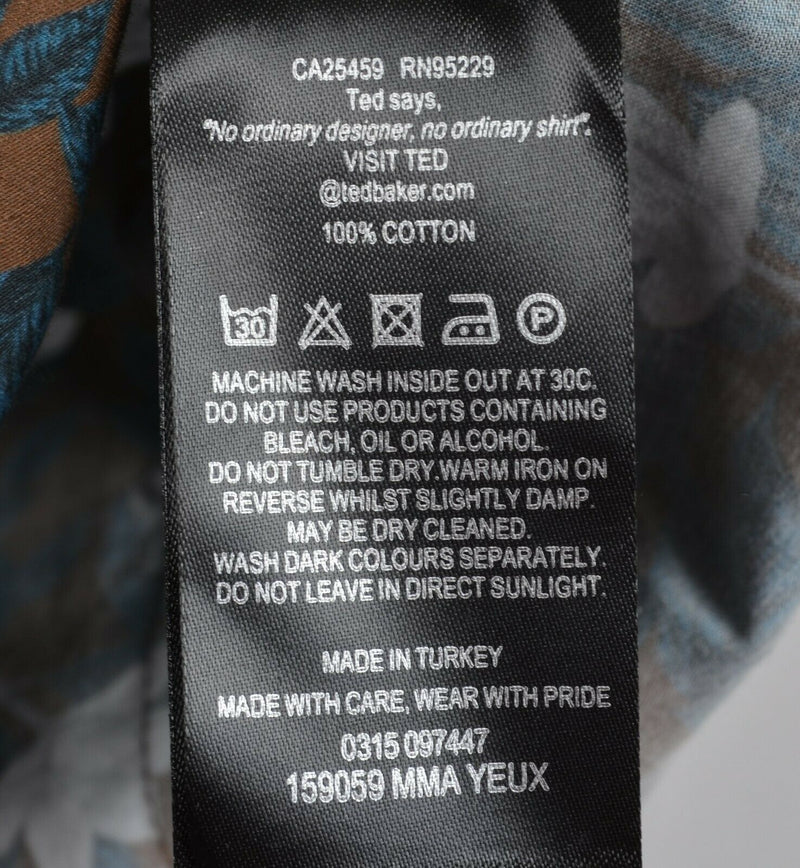 CA25459 RN95229
Ted says,
"No ordinary designer, no ordinary shirt".
VISIT TED
@tedbaker.com
100% COTTON
30 P
MACHINE WASH INSIDE OUT AT 30C.
DO NOT USE PRODUCTS CONTAINING
BLEACH, OIL OR ALCOHOL.
DO NOT TUMBLE DRY.WARM IRON ON
REVERSE WHILST SLIGHTLY DAMP.
MAY BE DRY CLEANED.
WASH DARK COLOURS SEPARATELY.
DO NOT LEAVE IN DIRECT SUNLIGHT.
MADE IN TURKEY
MADE WITH CARE, WEAR WITH PRIDE
0315 097447
159059 MMA YEUX